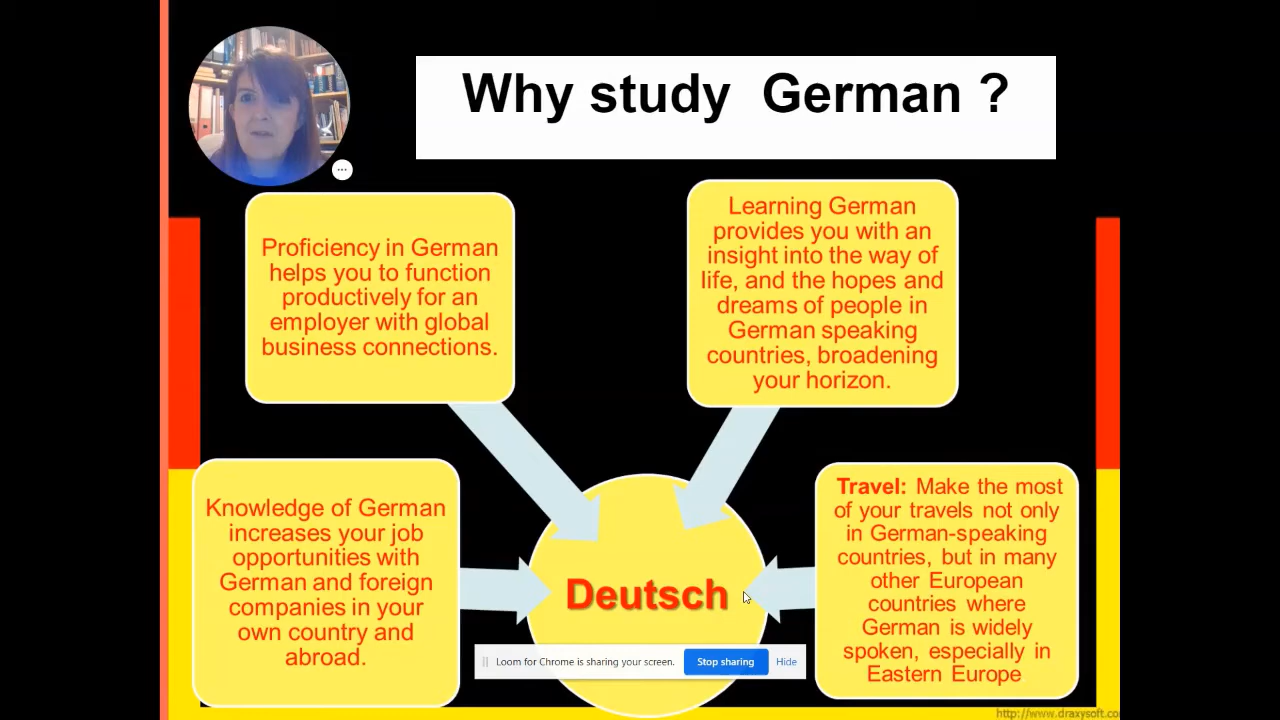 Why study German ?
Proficiency in German
helps you to function
productively for an
employer with global
business connections.
Learning German
provides you with an
insight into the way of
life, and the hopes and
dreams of people in
German speaking
countries, broadening
your horizon.
Knowledge of German
increases your job
opportunities with
German and foreign
companies in your
own country and
abroad.
Deutsch
Travel: Make the most
of your travels not only
in German-speaking
countries, but in many
other European
countries where
German is widely
spoken, especially in
Eastern Europe
Loom for Chrome is sharing your screen. Stop sharing Hide
http://www.draxysoft.co